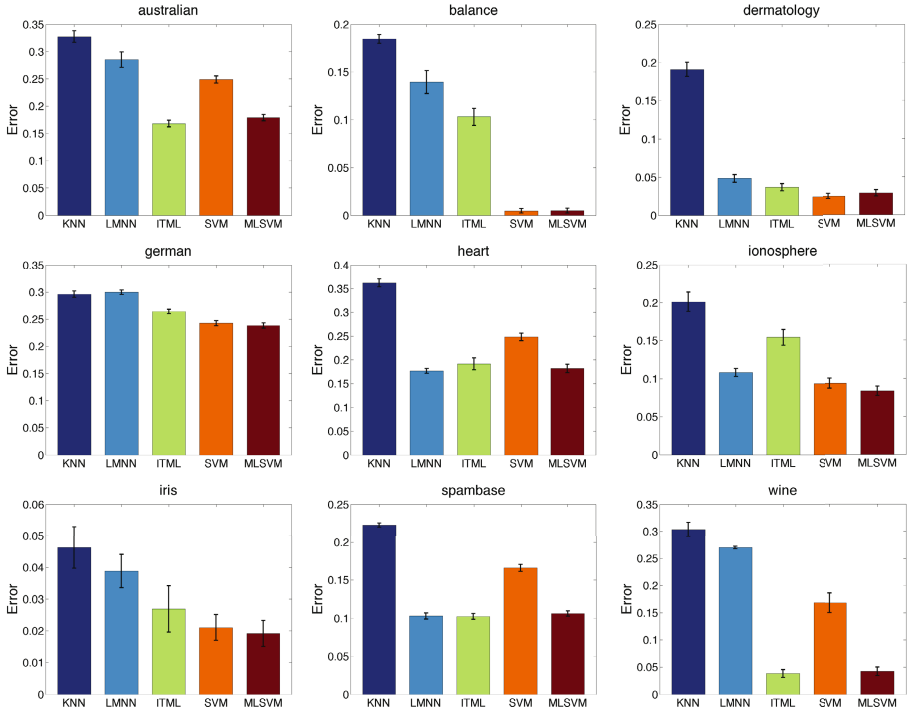 australian
Error
0.35
0.3
0.25
0.2
0.15
0.1
0.05
0
KNN LMNN ITML SVM MLSVM
balance
Error
0.2
0.15
0.1
0.05
0
KNN LMNN ITML SVM MLSVM
dermatology
Error
0.25
0.2
0.15
0.1
0.05
0
KNN LMNN ITML SVM MLSVM
german
Error
0.35
0.3
0.25
0.2
0.15
0.1
0.05
0
KNN LMNN ITML SVM MLSVM
heart
Error
0.4
0.35
0.3
0.25
0.2
0.15
0.1
0.05
0
KNN LMNN ITML SVM MLSVM
ionosphere
Error
0.25
0.2
0.15
0.1
0.05
0
KNN LMNN ITML SVM MLSVM
iris
Error
0.06
0.05
0.04
0.03
0.02
0.01
0
KNN LMNN ITML SVM MLSVM
spambase
Error
0.25
0.2
0.15
0.1
0.05
0
KNN LMNN ITML SVM MLSVM
wine
Error
0.35
0.3
0.25
0.2
0.15
0.1
0.05
0
KNN LMNN ITML SVM MLSVM